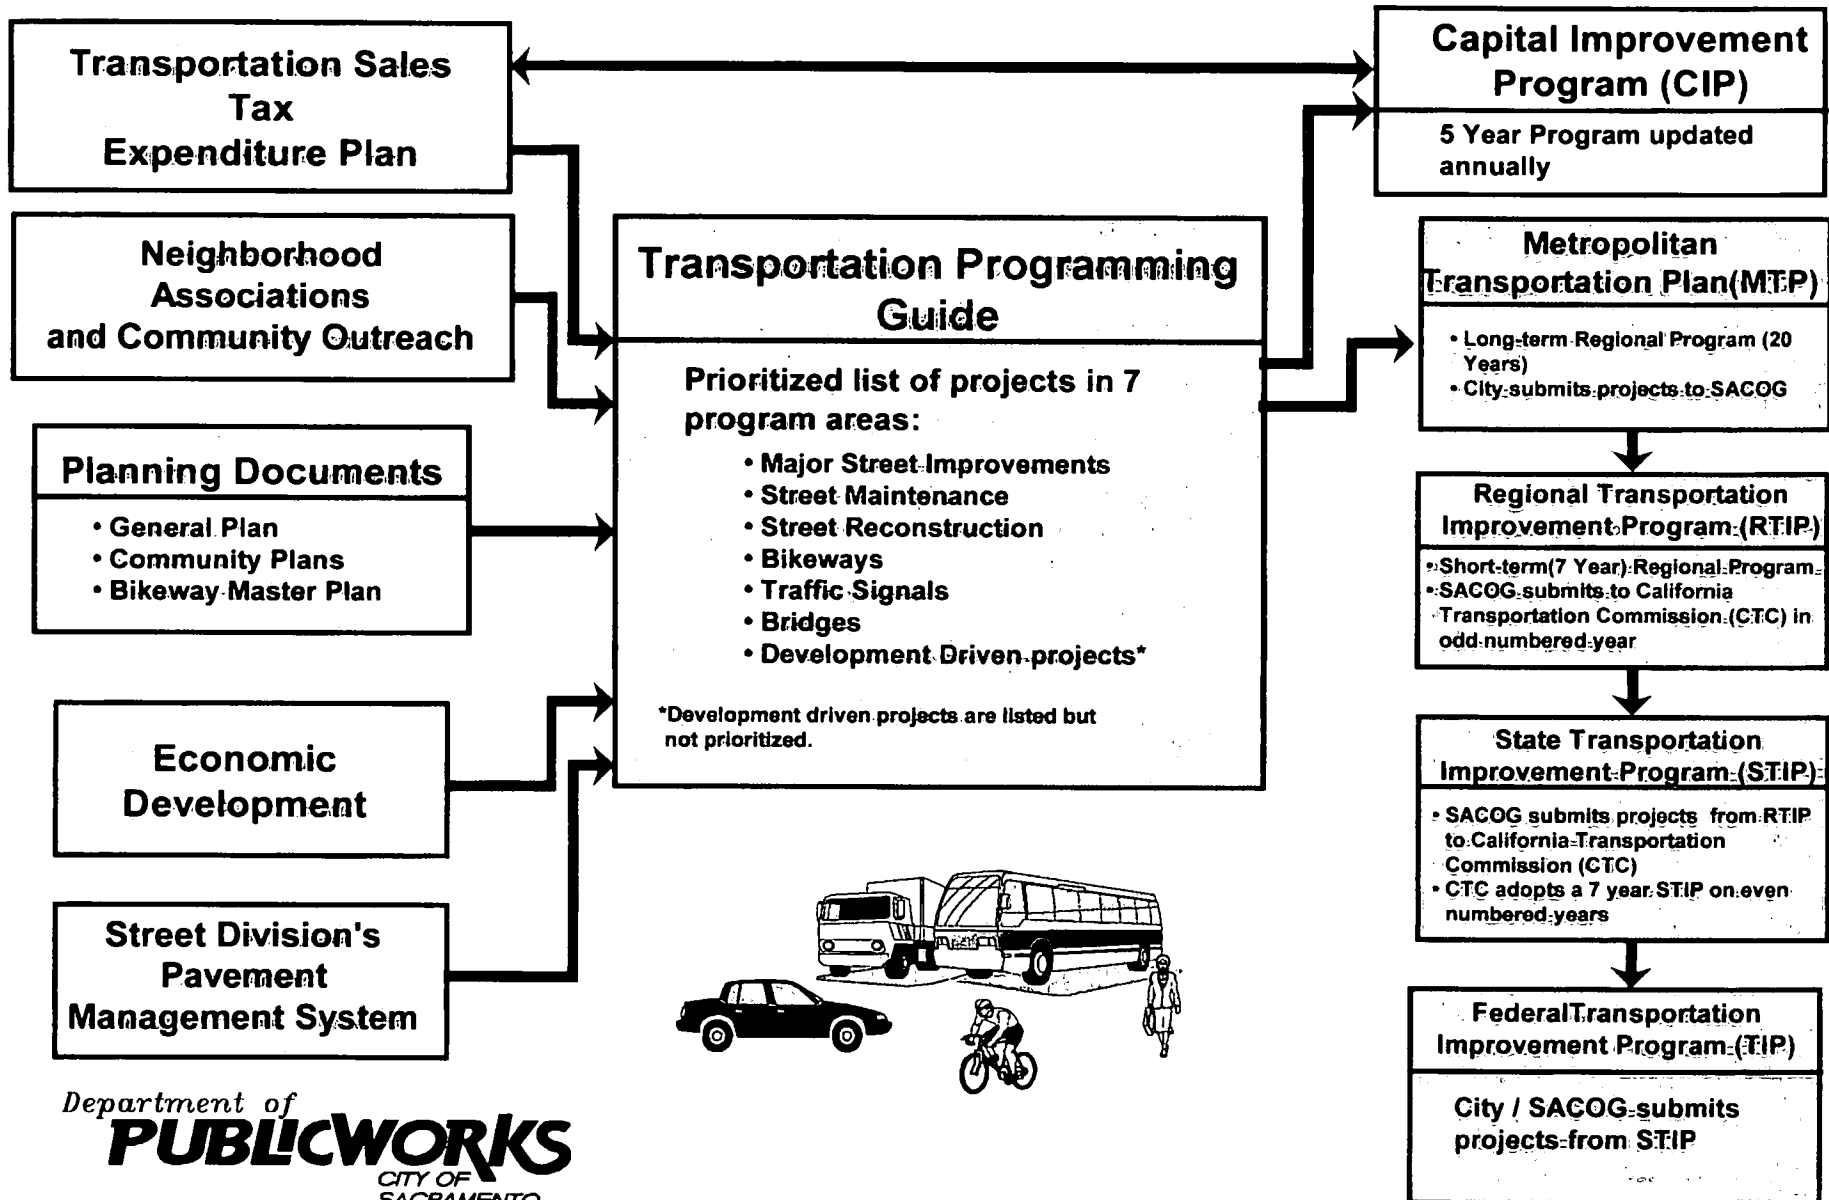 Transportation Sales
Tax
Expenditure Plan
Neighborhood
Associations
and Community Outreach
Planning Documents
• General Plan
• Community Plans
• Bikeway Master Plan
Economic
Development
Street Division's
Pavement
Management System
Department of
PUBLIC WORKS
CITY OF
SACRAMENTO
Transportation Programming
Guide
Prioritized list of projects in 7
program areas:
• Major Street Improvements
• Street Maintenance
• Street Reconstruction
• Bikeways
• Traffic Signals
• Bridges
• Development Driven projects*
*Development driven projects are listed but
not prioritized.
Capital Improvement
Program (CIP)
5 Year Program updated
annually
Metropolitan
Transportation Plan(MTP)
• Long-term Regional Program (20
Years)
• City submits projects to SACOG
Regional Transportation
Improvement Program (RTIP)
• Short-term(7 Year) Regional Program
• SACOG submits to California
Transportation Commission (CTC) in
odd numbered year
State Transportation
Improvement Program (STIP)
• SACOG submits projects from RTIP
to California Transportation
Commission (CTC)
• CTC adopts a 7 year STIP on even
numbered years
FederalTransportation
Improvement Program (TIP)
City / SACOG submits
projects from STIP